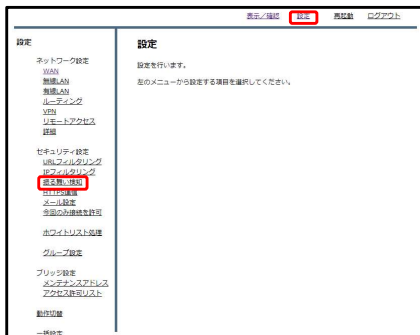 表示／確認 設定 再起動 ログアウト
設定
ネットワーク設定
WAN
無線LAN
有線LAN
ルーティング
VPN
リモートアクセス
詳細
セキュリティ設定
URLフィルタリング
IPフィルタリング
振る舞い検知
HTTPS通信
メール設定
今回のみ接続を許可
ホワイトリスト処理
グループ設定
ブリッジ設定
メンテナンスアドレス
アクセス許可リスト
動作切替
一括設定
設定
設定を行います。
左のメニューから設定する項目を選択してください。